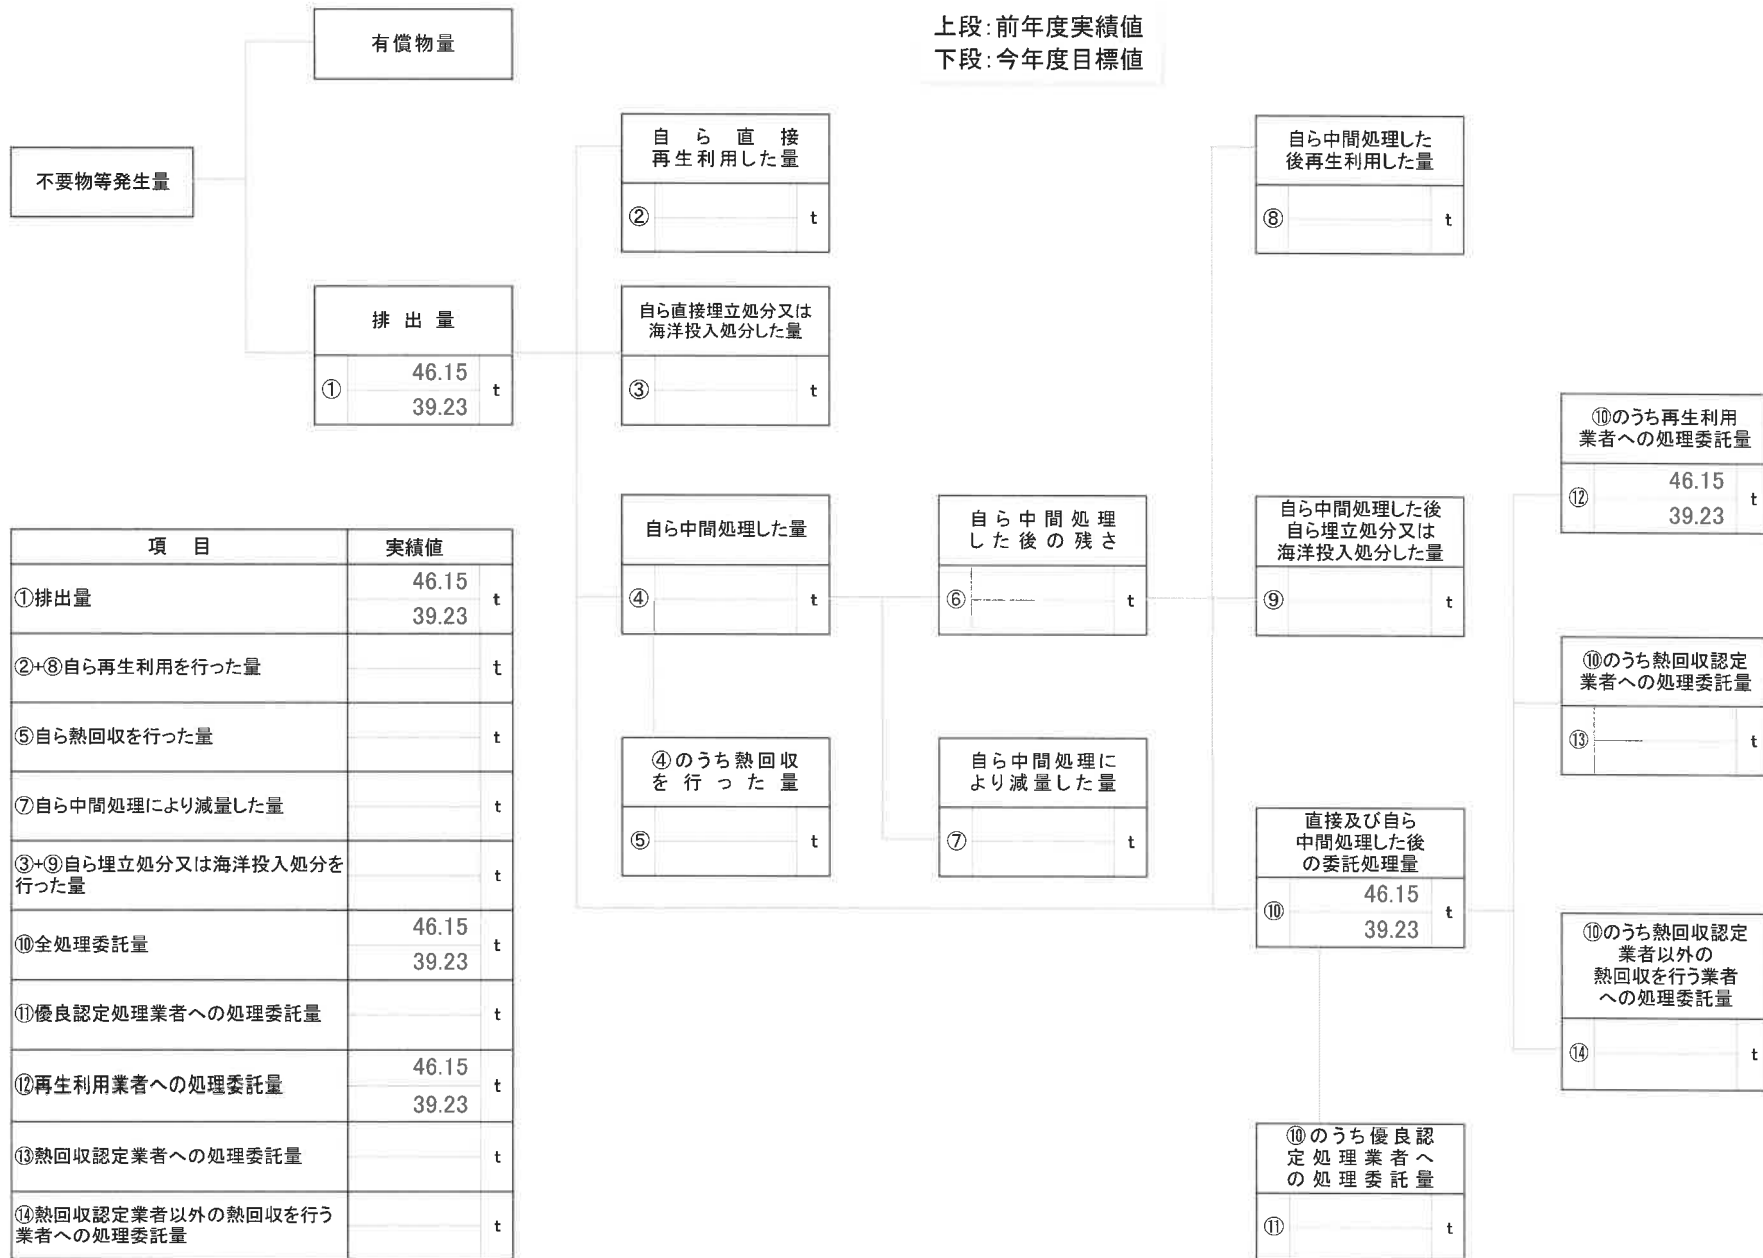 上段:前年度実績値
下段:今年度目標値
有償物量
不要物等発生量
排出量
①
46.15
39.23
t
自ら直接
再生利用した量
②
t
自ら直接埋立処分又は
海洋投入処分した量
③
t
自ら中間処理した量
④
t
④のうち熱回収
を行った量
⑤
t
自ら中間処理
した後の残さ
⑥
t
自ら中間処理に
より減量した量
⑦
t
自ら中間処理した
後再生利用した量
⑧
t
自ら中間処理した後
自ら埋立処分又は
海洋投入処分した量
⑨
t
直接及び自ら
中間処理した後
の委託処理量
⑩
46.15
39.23
t
⑩のうち優良認
定処理業者へ
の処理委託量
⑪
t
⑩のうち再生利用
業者への処理委託量
⑫
46.15
39.23
t
⑩のうち熱回収認定
業者への処理委託量
⑬
t
⑩のうち熱回収認定
業者以外の
熱回収を行う業者
への処理委託量
⑭
t
項目 実績値
①排出量
46.15
39.23
t
②+⑧自ら再生利用を行った量 t
⑤自ら熱回収を行った量 t
⑦自ら中間処理により減量した量 t
③+⑨自ら埋立処分又は海洋投入処分を
行った量
t
⑩全処理委託量
46.15
39.23
t
⑪優良認定処理業者への処理委託量 t
⑫再生利用業者への処理委託量
46.15
39.23
t
⑬熱回収認定業者への処理委託量 t
⑭熱回収認定業者以外の熱回収を行う
業者への処理委託量
t